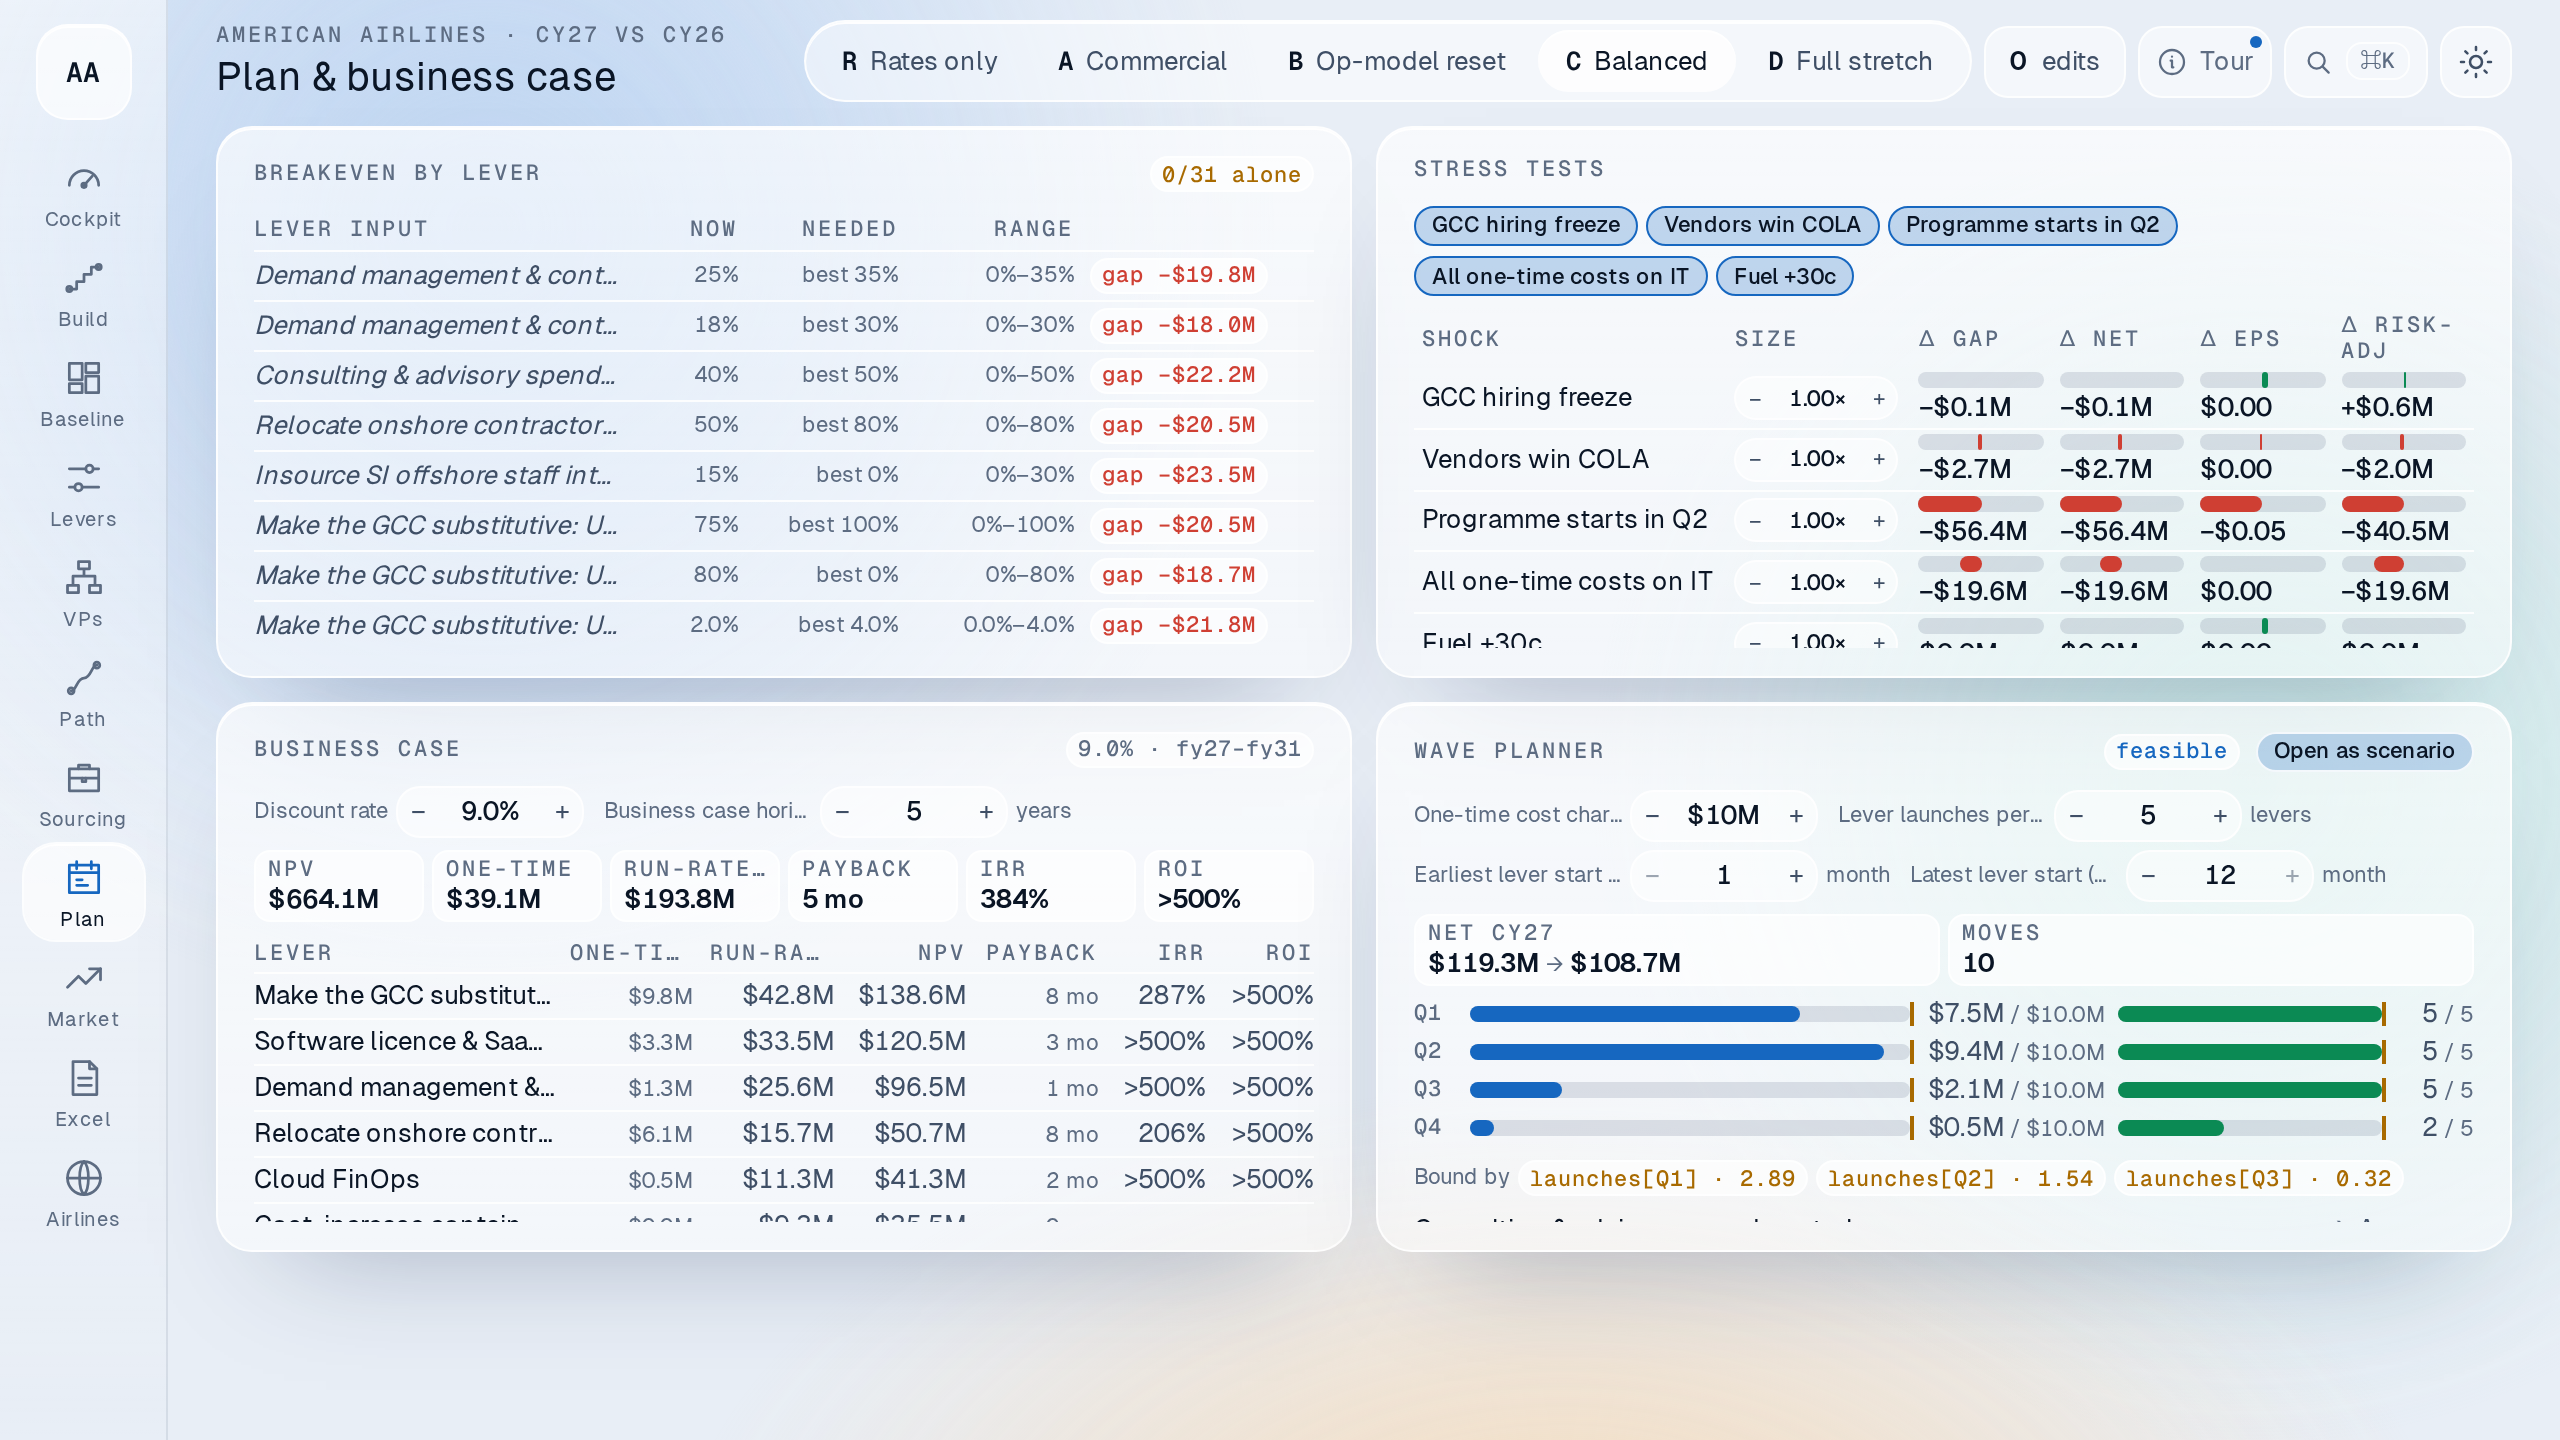 AA
Cockpit
Build
Baseline
Levers
VPs
Path
Sourcing
Plan
Market
Excel
Airlines
AMERICAN AIRLINES · CY27 VS CY26
Plan & business case
R Rates only
A Commercial
B Op-model reset
C Balanced
D Full stretch
0 edits
Tour
⌘K
BREAKEVEN BY LEVER
0/31 alone
LEVER INPUT NOW NEEDED RANGE
Demand management & cont… 25% best 35% 0%–35% gap −$19.8M
Demand management & cont… 18% best 30% 0%–30% gap −$18.0M
Consulting & advisory spend… 40% best 50% 0%–50% gap −$22.2M
Relocate onshore contractor… 50% best 80% 0%–80% gap −$20.5M
Insource SI offshore staff int… 15% best 0% 0%–30% gap −$23.5M
Make the GCC substitutive: U… 75% best 100% 0%–100% gap −$20.5M
Make the GCC substitutive: U… 80% best 0% 0%–80% gap −$18.7M
Make the GCC substitutive: U… 2.0% best 4.0% 0.0%–4.0% gap −$21.8M
STRESS TESTS
GCC hiring freeze Vendors win COLA Programme starts in Q2
All one-time costs on IT Fuel +30c
SHOCK SIZE Δ GAP Δ NET Δ EPS Δ RISK-
ADJ
GCC hiring freeze − 1.00× + −$0.1M −$0.1M $0.00 +$0.6M
Vendors win COLA − 1.00× + −$2.7M −$2.7M $0.00 −$2.0M
Programme starts in Q2 − 1.00× + −$56.4M −$56.4M −$0.05 −$40.5M
All one-time costs on IT − 1.00× + −$19.6M −$19.6M $0.00 −$19.6M
Fuel +30c − 1.00× +
BUSINESS CASE
9.0% · fy27–fy31
Discount rate − 9.0% + Business case hori… − 5 + years
NPV ONE-TIME RUN-RATE… PAYBACK IRR ROI
$664.1M $39.1M $193.8M 5 mo 384% >500%
LEVER ONE-TI… RUN-RA… NPV PAYBACK IRR ROI
Make the GCC substitut… $9.8M $42.8M $138.6M 8 mo 287% >500%
Software licence & Saa… $3.3M $33.5M $120.5M 3 mo >500% >500%
Demand management &… $1.3M $25.6M $96.5M 1 mo >500% >500%
Relocate onshore contr… $6.1M $15.7M $50.7M 8 mo 206% >500%
Cloud FinOps $0.5M $11.3M $41.3M 2 mo >500% >500%
WAVE PLANNER
feasible Open as scenario
One-time cost char… − $10M + Lever launches per… − 5 + levers
Earliest lever start … − 1 + month Latest lever start (… − 12 + month
NET CY27 MOVES
$119.3M → $108.7M 10
Q1 $7.5M / $10.0M 5 / 5
Q2 $9.4M / $10.0M 5 / 5
Q3 $2.1M / $10.0M 5 / 5
Q4 $0.5M / $10.0M 2 / 5
Bound by launches[Q1] · 2.89 launches[Q2] · 1.54 launches[Q3] · 0.32